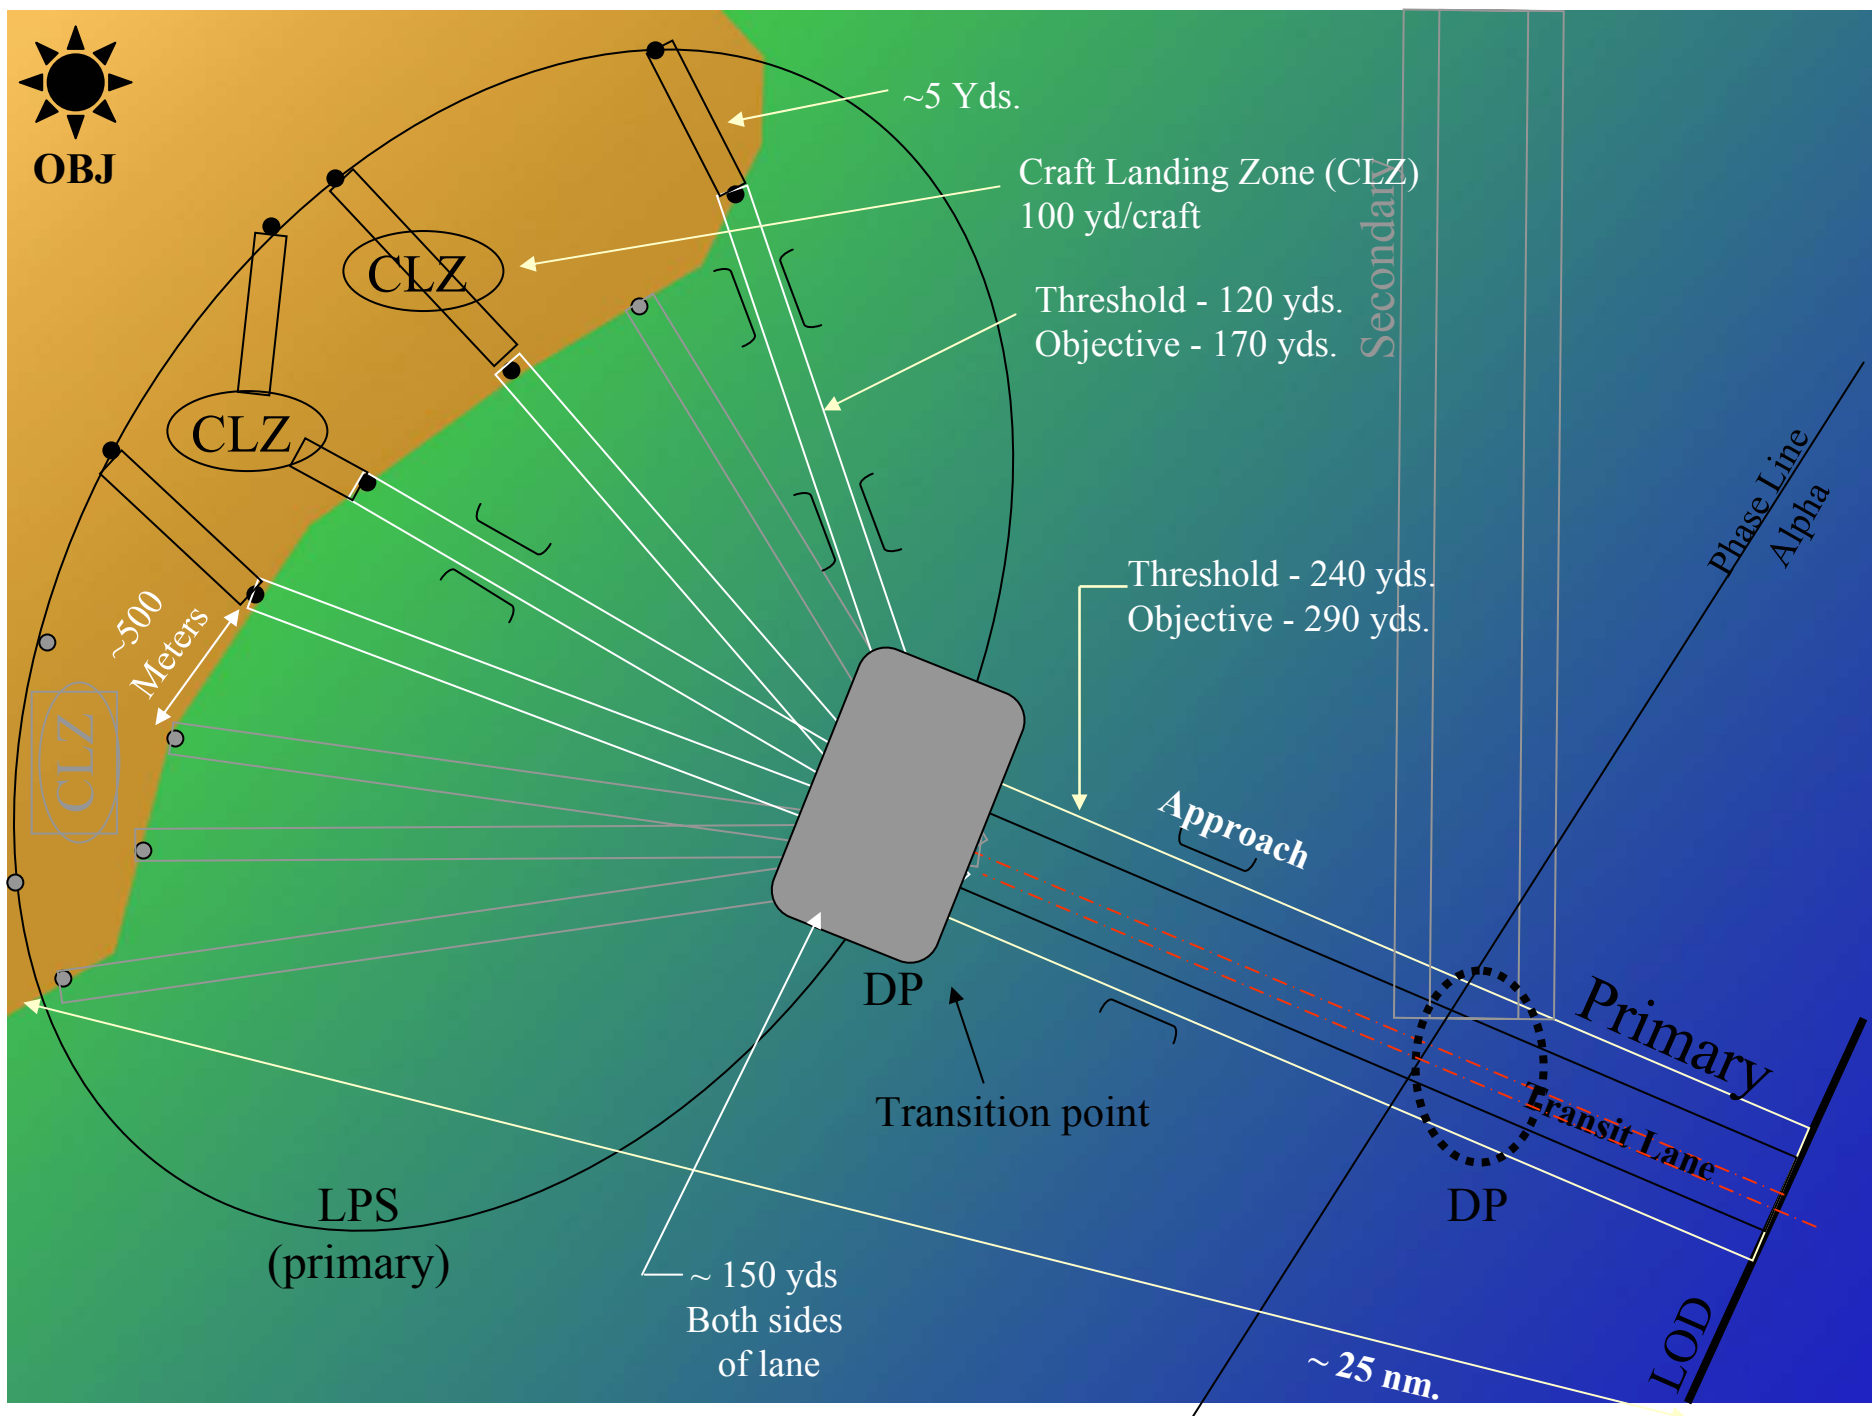 OBJ
~5 Yds.
Craft Landing Zone (CLZ)
100 yd/craft
Secondary
CLZ
Threshold - 120 yds.
Objective - 170 yds.
CLZ
Phase Line
Alpha
Threshold - 240 yds.
Objective - 290 yds.
~500
Meters
CLZ
Approach
DP
Primary
Transition point
Transit Lane
DP
LPS
(primary)
~ 150 yds
Both sides
of lane
~ 25 nm.
LOD